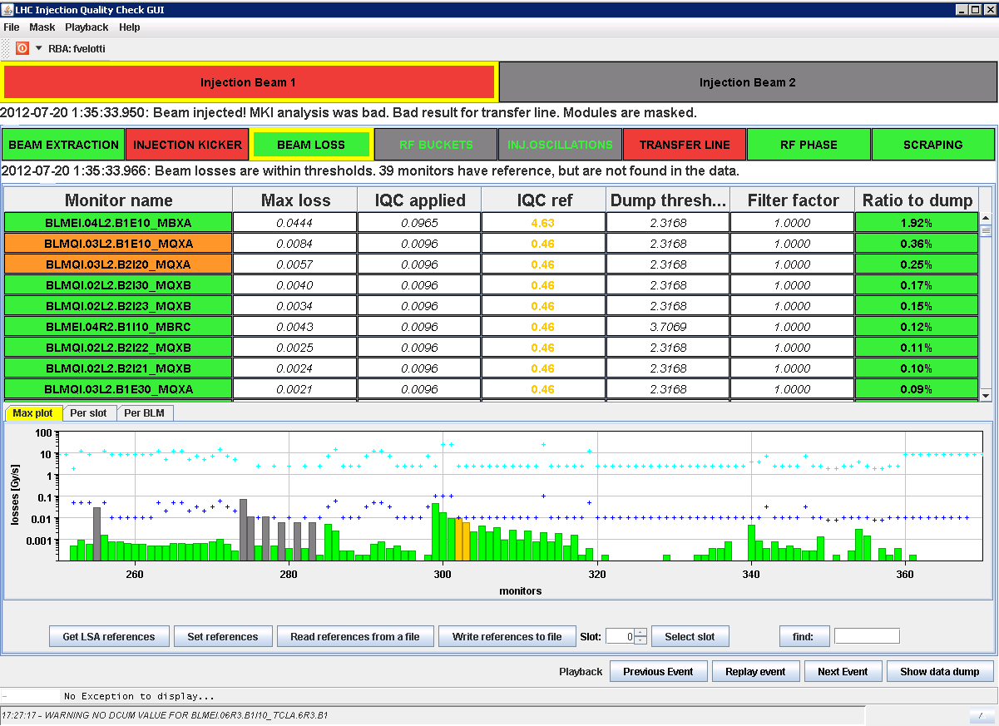 LHC Injection Quality Check GUI
File Mask Playback Help
RBA: fvelotti
Injection Beam 1 Injection Beam 2
2012-07-20 1:35:33.950: Beam injected! MKI analysis was bad. Bad result for transfer line. Modules are masked.
BEAM EXTRACTION INJECTION KICKER BEAM LOSS RF BUCKETS INJ.OSCILLATIONS TRANSFER LINE RF PHASE SCRAPING
2012-07-20 1:35:33.966: Beam losses are within thresholds. 39 monitors have reference, but are not found in the data.
Monitor name Max loss IQC applied IQC ref Dump thresh... Filter factor Ratio to dump
BLMEI.04L2.B1E10_MBXA 0.0444 0.0965 4.63 2.3168 1.0000 1.92%
BLMQI.03L2.B1E10_MQXA 0.0084 0.0096 0.46 2.3168 1.0000 0.36%
BLMQI.03L2.B2I20_MQXA 0.0057 0.0096 0.46 2.3168 1.0000 0.25%
BLMQI.02L2.B2I30_MQXB 0.0040 0.0096 0.46 2.3168 1.0000 0.17%
BLMQI.02L2.B2I23_MQXB 0.0034 0.0096 0.46 2.3168 1.0000 0.15%
BLMEI.04R2.B1I10_MBRC 0.0043 0.0096 0.46 3.7069 1.0000 0.12%
BLMQI.02L2.B2I22_MQXB 0.0025 0.0096 0.46 2.3168 1.0000 0.11%
BLMQI.02L2.B2I21_MQXB 0.0024 0.0096 0.46 2.3168 1.0000 0.10%
BLMQI.03L2.B1E30_MQXA 0.0021 0.0096 0.46 2.3168 1.0000 0.09%
Max plot Per slot Per BLM
100
10
1
0.1
0.01
0.001
losses [Gy/s]
260 280 300 320 340 360
monitors
Get LSA references Set references Read references from a file Write references to file Slot: 0 Select slot find:
Playback Previous Event Replay event Next Event Show data dump
- No Exception to display...
17:27:17 - WARNING NO DCUM VALUE FOR BLMEI.06R3.B1I10_TCLA.6R3.B1